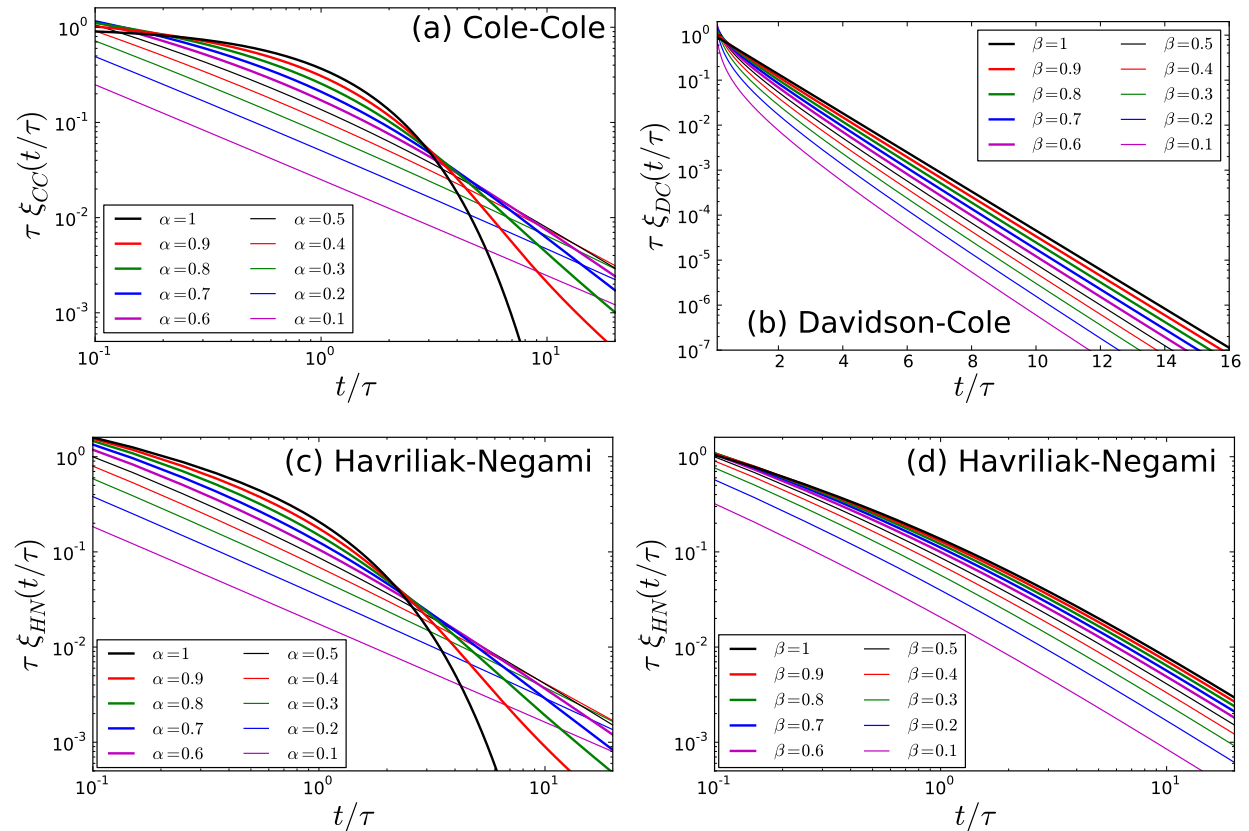 (a) Cole-Cole
τ ξ_CC(t/τ)
10^0
10^-1
10^-2
10^-3
α=1 α=0.5
α=0.9 α=0.4
α=0.8 α=0.3
α=0.7 α=0.2
α=0.6 α=0.1
10^-1 10^0 10^1
t/τ
(b) Davidson-Cole
τ ξ_DC(t/τ)
10^0
10^-1
10^-2
10^-3
10^-4
10^-5
10^-6
10^-7
β=1 β=0.5
β=0.9 β=0.4
β=0.8 β=0.3
β=0.7 β=0.2
β=0.6 β=0.1
2 4 6 8 10 12 14 16
t/τ
(c) Havriliak-Negami
τ ξ_HN(t/τ)
10^0
10^-1
10^-2
10^-3
α=1 α=0.5
α=0.9 α=0.4
α=0.8 α=0.3
α=0.7 α=0.2
α=0.6 α=0.1
10^-1 10^0 10^1
t/τ
(d) Havriliak-Negami
τ ξ_HN(t/τ)
10^0
10^-1
10^-2
10^-3
β=1 β=0.5
β=0.9 β=0.4
β=0.8 β=0.3
β=0.7 β=0.2
β=0.6 β=0.1
10^-1 10^0 10^1
t/τ